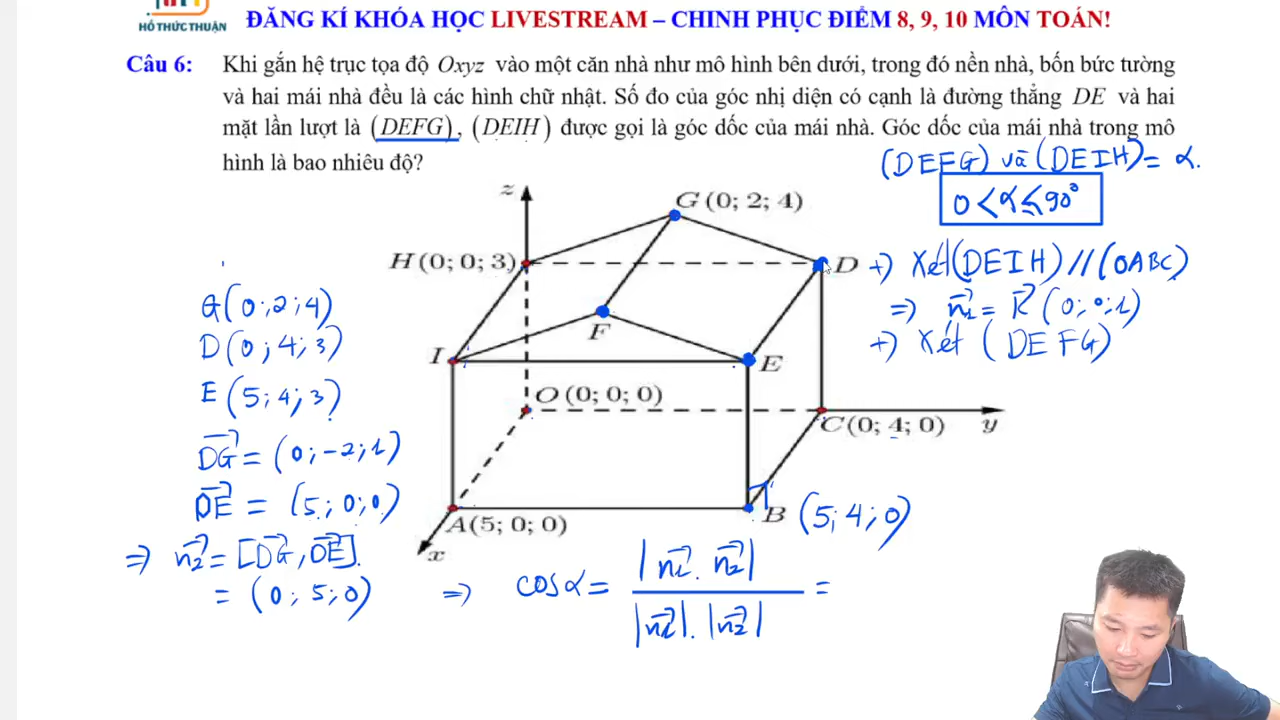 HỒ THỨC THUẬN
ĐĂNG KÍ KHÓA HỌC LIVESTREAM – CHINH PHỤC ĐIỂM 8, 9, 10 MÔN TOÁN!
Câu 6: Khi gắn hệ trục tọa độ Oxyz vào một căn nhà như mô hình bên dưới, trong đó nền nhà, bốn bức tường
và hai mái nhà đều là các hình chữ nhật. Số đo của góc nhị diện có cạnh là đường thẳng DE và hai
mặt lần lượt là (DEFG), (DEIH) được gọi là góc dốc của mái nhà. Góc dốc của mái nhà trong mô
hình là bao nhiêu độ?
(DEFG) và (DEIH) = α.
0 < α ≤ 90°
z
G(0; 2; 4)
H(0; 0; 3)
D
+) Xét (DEIH) // (OABC)
G(0; 2; 4)
=> n₁ = k (0; 0; 1)
D(0; 4; 3)
F
+) Xét (DEFG)
I
E
E(5; 4; 3)
O(0; 0; 0)
C(0; 4; 0)
y
DG = (0; -2; 1)
DE = (5; 0; 0)
A(5; 0; 0)
B (5; 4; 0)
x
=> n₂ = [DG, DE].
= (0; 5; 0)
=> cosα = |n₁. n₂| / |n₁|. |n₂| =